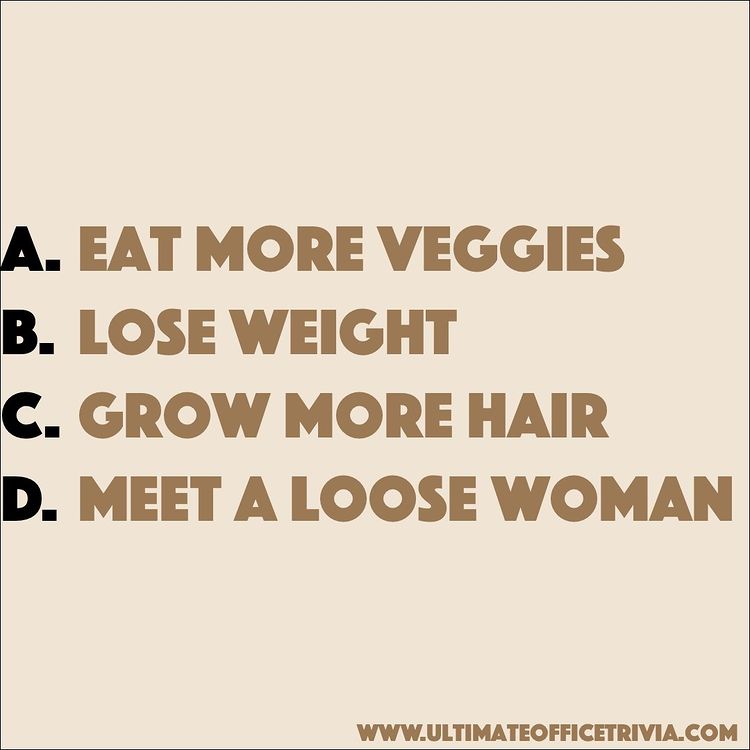 A. EAT MORE VEGGIES
B. LOSE WEIGHT
C. GROW MORE HAIR
D. MEET A LOOSE WOMAN
WWW.ULTIMATEOFFICETRIVIA.COM